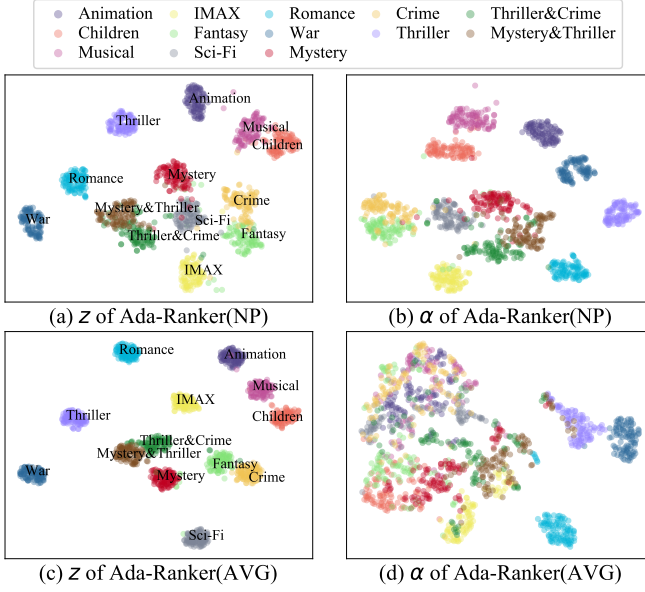 Animation IMAX Romance Crime Thriller&Crime
Children Fantasy War Thriller Mystery&Thriller
Musical Sci-Fi Mystery
Animation
Thriller
Musical
Children
Romance
Mystery
Crime
Mystery&Thriller
War
Sci-Fi
Thriller&Crime
Fantasy
IMAX
(a) z of Ada-Ranker(NP)
(b) α of Ada-Ranker(NP)
Romance
Animation
Musical
IMAX
Thriller
Children
Thriller&Crime
Mystery&Thriller
Fantasy
War
Mystery
Crime
Sci-Fi
(c) z of Ada-Ranker(AVG)
(d) α of Ada-Ranker(AVG)